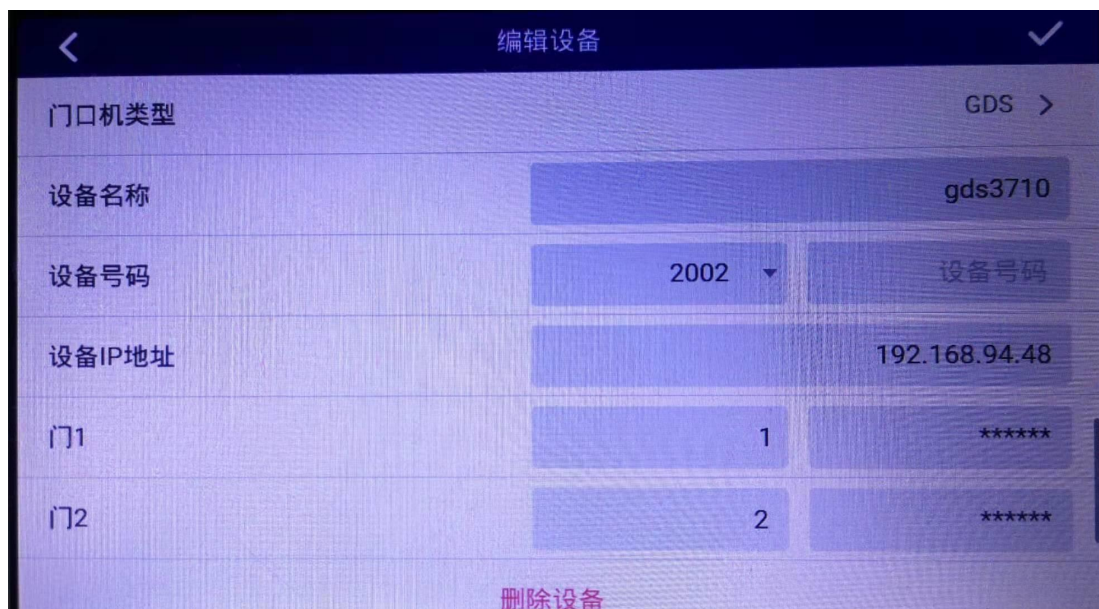 编辑设备
门口机类型 GDS >
设备名称 gds3710
设备号码 2002 设备号码
设备IP地址 192.168.94.48
门1 1 ******
门2 2 ******
删除设备